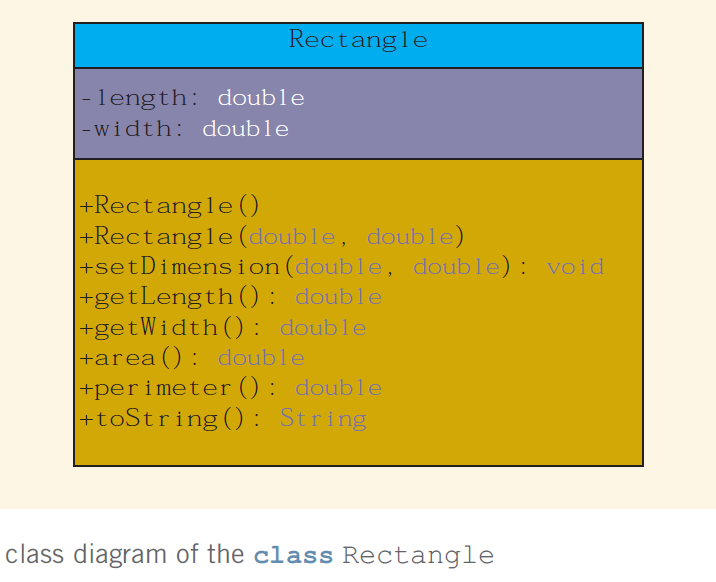 Rectangle
-length: double
-width: double
+Rectangle()
+Rectangle(double, double)
+setDimension(double, double): void
+getLength(): double
+getWidth(): double
+area(): double
+perimeter(): double
+toString(): String
class diagram of the class Rectangle